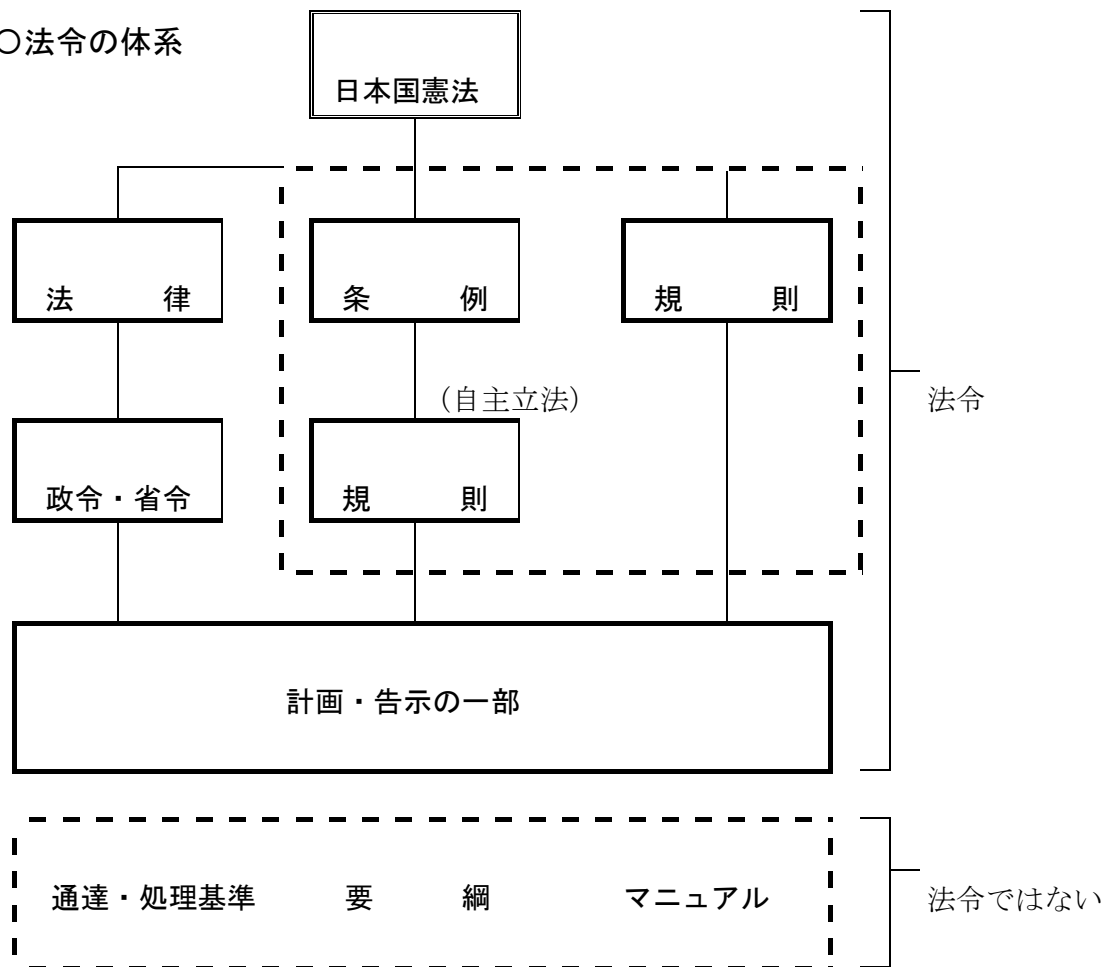 〇法令の体系
日本国憲法
法　　律
条　　例
規　　則
(自主立法)
法令
政令・省令
規　　則
計画・告示の一部
通達・処理基準
要　　綱
マニュアル
法令ではない